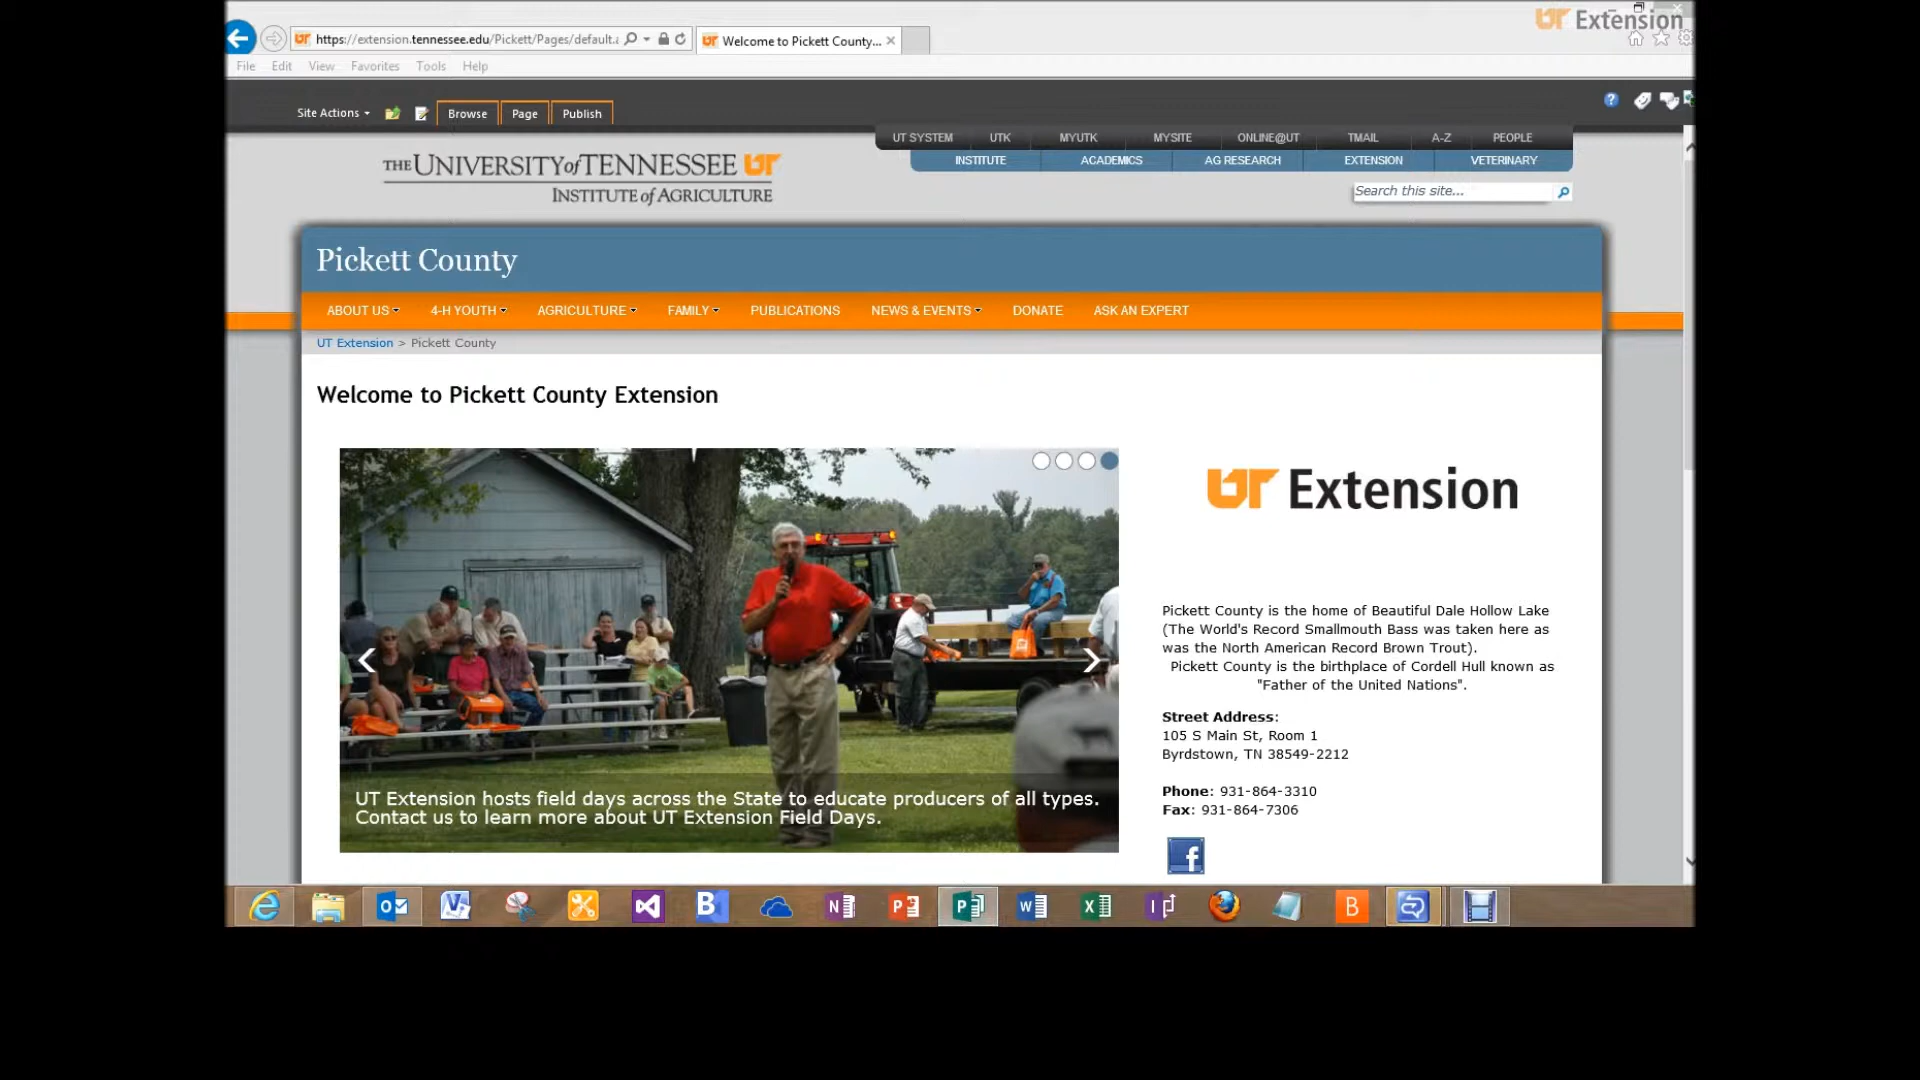 UT Extension
https://extension.tennessee.edu/Pickett/Pages/default.a
Welcome to Pickett County...
File Edit View Favorites Tools Help
Site Actions Browse Page Publish
UT SYSTEM UTK MYUTK MYSITE ONLINE@UT TMAIL A-Z PEOPLE
INSTITUTE ACADEMICS AG RESEARCH EXTENSION VETERINARY
THE UNIVERSITY of TENNESSEE UT
INSTITUTE of AGRICULTURE
Search this site...
Pickett County
ABOUT US 4-H YOUTH AGRICULTURE FAMILY PUBLICATIONS NEWS & EVENTS DONATE ASK AN EXPERT
UT Extension > Pickett County
Welcome to Pickett County Extension
UT Extension hosts field days across the State to educate producers of all types.
Contact us to learn more about UT Extension Field Days.
UT Extension
Pickett County is the home of Beautiful Dale Hollow Lake
(The World's Record Smallmouth Bass was taken here as
was the North American Record Brown Trout).
Pickett County is the birthplace of Cordell Hull known as
"Father of the United Nations".
Street Address:
105 S Main St, Room 1
Byrdstown, TN 38549-2212
Phone: 931-864-3310
Fax: 931-864-7306